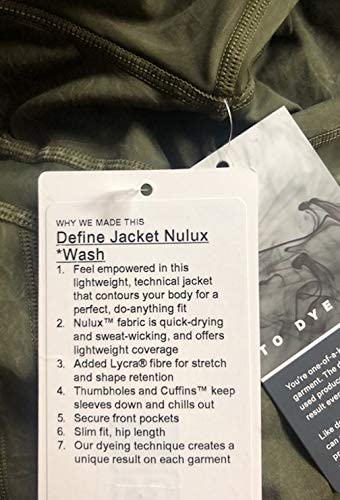 WHY WE MADE THIS
Define Jacket Nulux
*Wash
1. Feel empowered in this
lightweight, technical jacket
that contours your body for a
perfect, do-anything fit
2. Nulux™ fabric is quick-drying
and sweat-wicking, and offers
lightweight coverage
3. Added Lycra® fibre for stretch
and shape retention
4. Thumbholes and Cuffins™ keep
sleeves down and chills out
5. Secure front pockets
6. Slim fit, hip length
7. Our dyeing technique creates a
unique result on each garment
TO DYE
You're one-of-a-k
garment. The d
used produc
result ever
Like d
can
pr